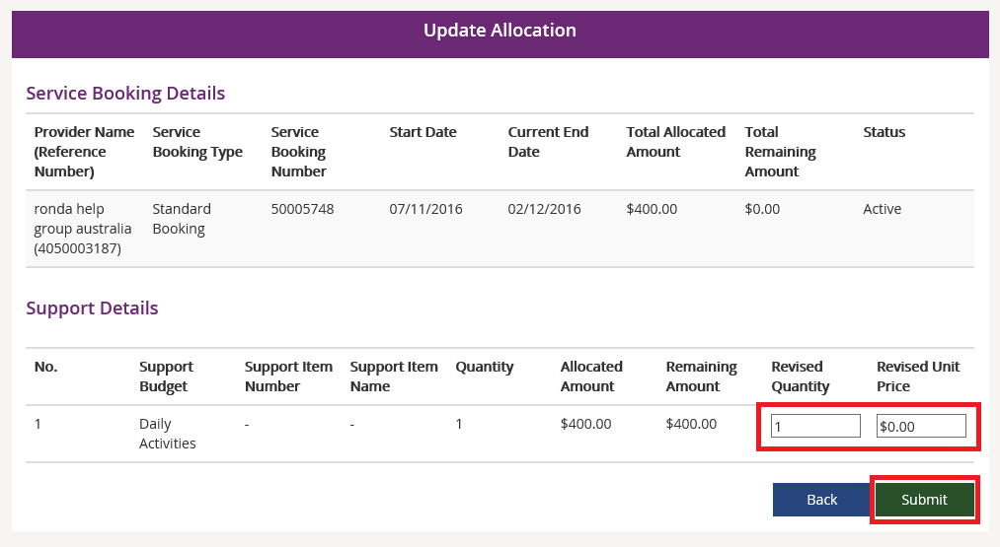 Update Allocation
Service Booking Details
Provider Name (Reference Number) Service Booking Type Service Booking Number Start Date Current End Date Total Allocated Amount Total Remaining Amount Status
ronda help group australia (4050003187) Standard Booking 50005748 07/11/2016 02/12/2016 $400.00 $0.00 Active
Support Details
No. Support Budget Support Item Number Support Item Name Quantity Allocated Amount Remaining Amount Revised Quantity Revised Unit Price
1 Daily Activities - - 1 $400.00 $400.00 1 $0.00
Back Submit